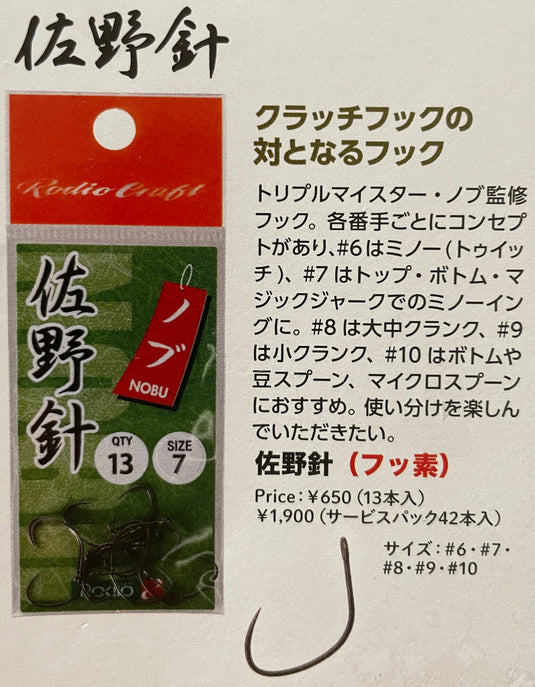 佐野針
Rodio Craft
佐野針
ノブ
NOBU
QTY
13
SIZE
7
Rodio
クラッチフックの
対となるフック
トリプルマイスター・ノブ監修
フック。各番手ごとにコンセプ
トがあり、#6はミノー(トゥイッ
チ)、#7はトップ・ボトム・マ
ジックジャークでのミノーイン
グに。#8は大中クランク、#9
は小クランク、#10はボトムや
豆スプーン、マイクロスプーン
におすすめ。使い分けを楽しん
でいただきたい。
佐野針（フッ素）
Price：¥650（13本入）
¥1,900（サービスパック42本入）
サイズ：#6・#7・
#8・#9・#10